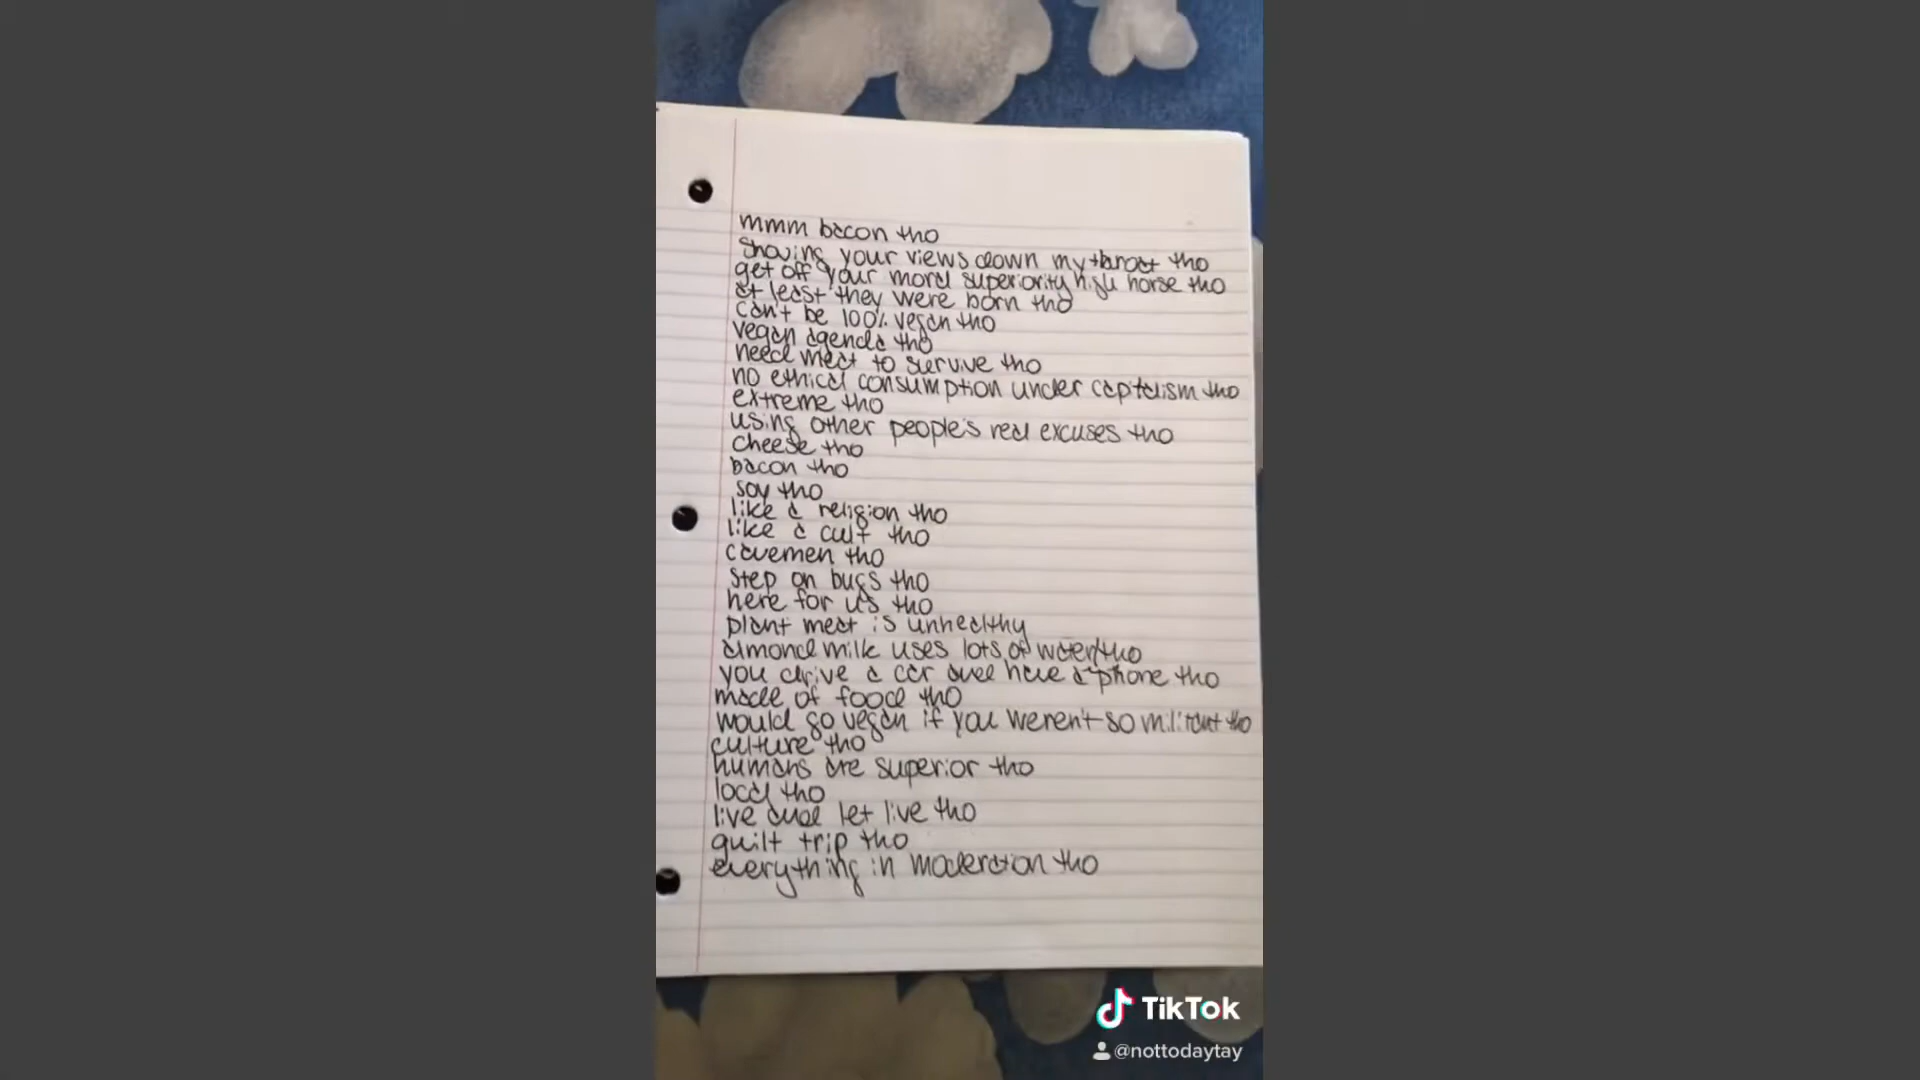 mmm bacon tho
shoving your views down my throat tho
get off your moral superiority high horse tho
at least they were born tho
can't be 100% vegan tho
vegan agenda tho
need meat to survive tho
no ethical consumption under capitalism tho
extreme tho
using other people's real excuses tho
cheese tho
bacon tho
soy tho
like a religion tho
like a cult tho
cavemen tho
step on bugs tho
here for us tho
plant meat is unhealthy
almond milk uses lots of water/tho
you drive a car and have a phone tho
made of food tho
would go vegan if you weren't so militant tho
culture tho
humans are superior tho
local tho
live and let live tho
guilt trip tho
everything in moderation tho
TikTok
@nottodaytay